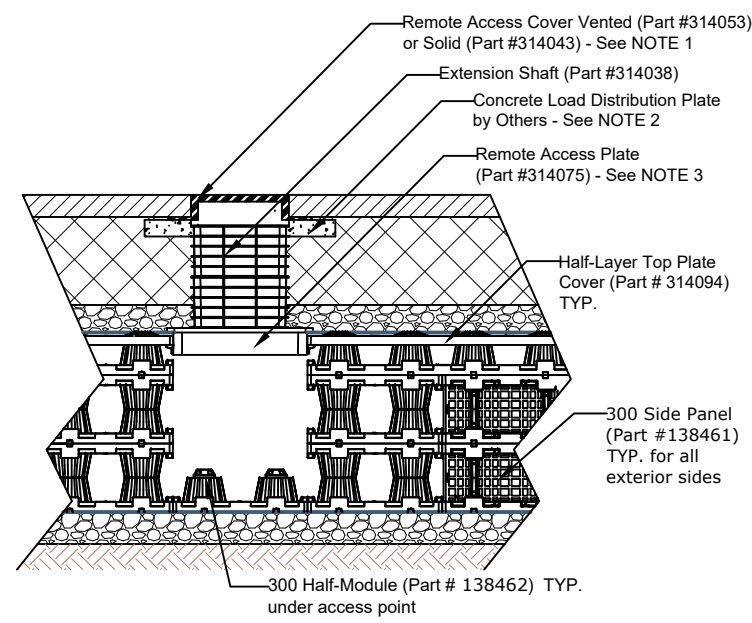 Remote Access Cover Vented (Part #314053)
or Solid (Part #314043) - See NOTE 1
Extension Shaft (Part #314038)
Concrete Load Distribution Plate
by Others - See NOTE 2
Remote Access Plate
(Part #314075) - See NOTE 3
Half-Layer Top Plate
Cover (Part # 314094)
TYP.
300 Side Panel
(Part #138461)
TYP. for all
exterior sides
300 Half-Module (Part # 138462) TYP.
under access point